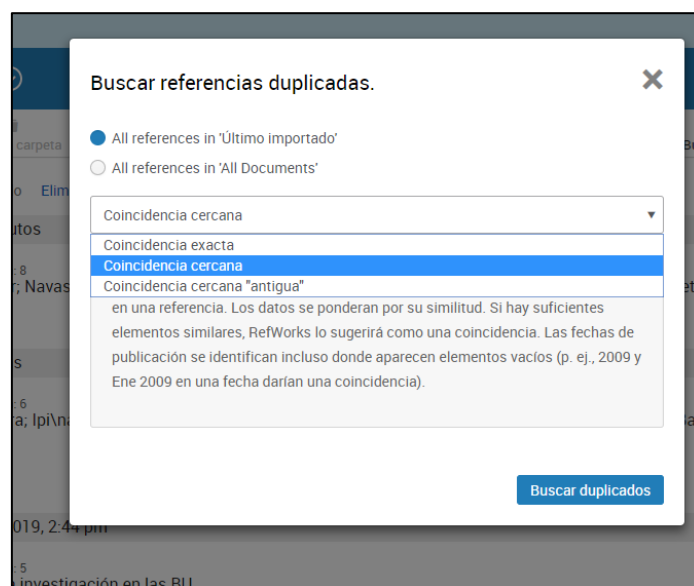 Buscar referencias duplicadas.
All references in 'Último importado'
carpeta
All references in 'All Documents'
o Elim
Coincidencia cercana
utos
Coincidencia exacta
Coincidencia cercana
: 8
Coincidencia cercana "antigua"
r; Navas
en una referencia. Los datos se ponderan por su similitud. Si hay suficientes
elementos similares, RefWorks lo sugerirá como una coincidencia. Las fechas de
publicación se identifican incluso donde aparecen elementos vacíos (p. ej., 2009 y
s
Ene 2009 en una fecha darían una coincidencia).
: 6
ra; Ipi\na
Buscar duplicados
019, 2:44 pm
: 5
investigación en las BU